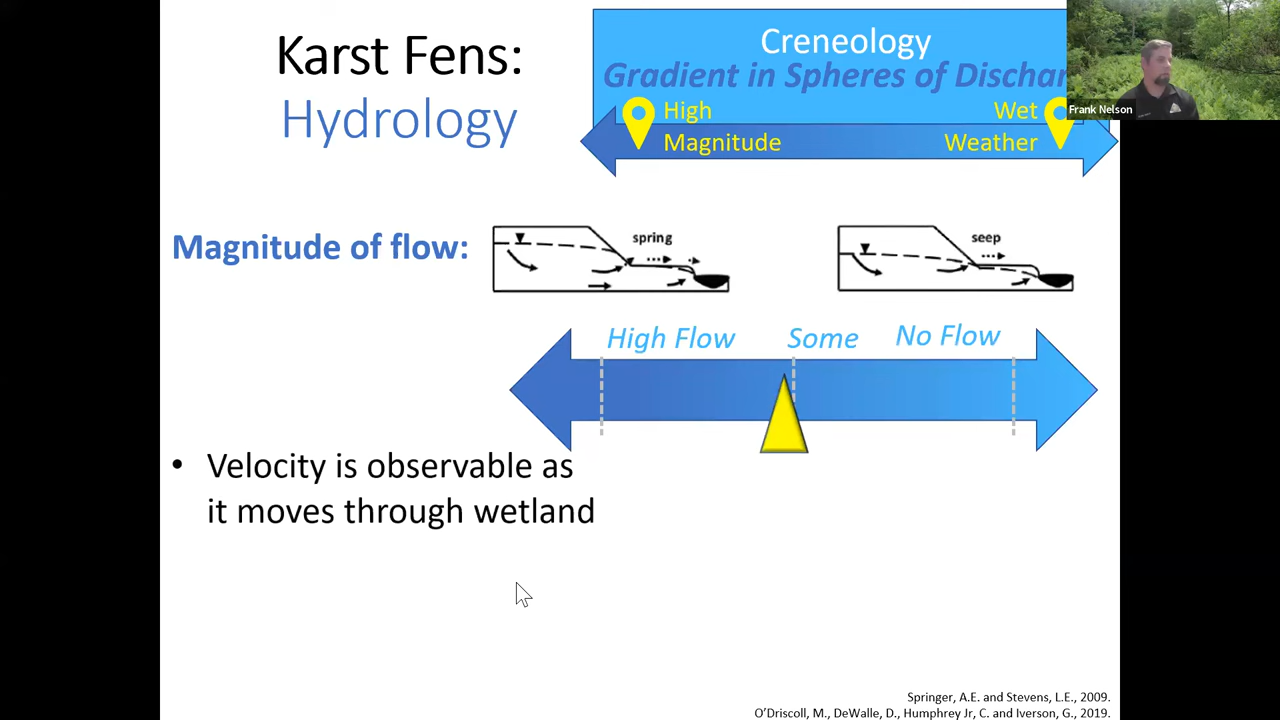 Karst Fens:
Hydrology
Creneology
Gradient in Spheres of
High
Magnitude
Wet
Weather
Frank Nelson
Magnitude of flow:
spring
seep
High Flow
Some
No Flow
• Velocity is observable as
it moves through wetland
Springer, A.E. and Stevens, L.E., 2009.
O'Driscoll, M., DeWalle, D., Humphrey Jr, C. and Iverson, G., 2019.